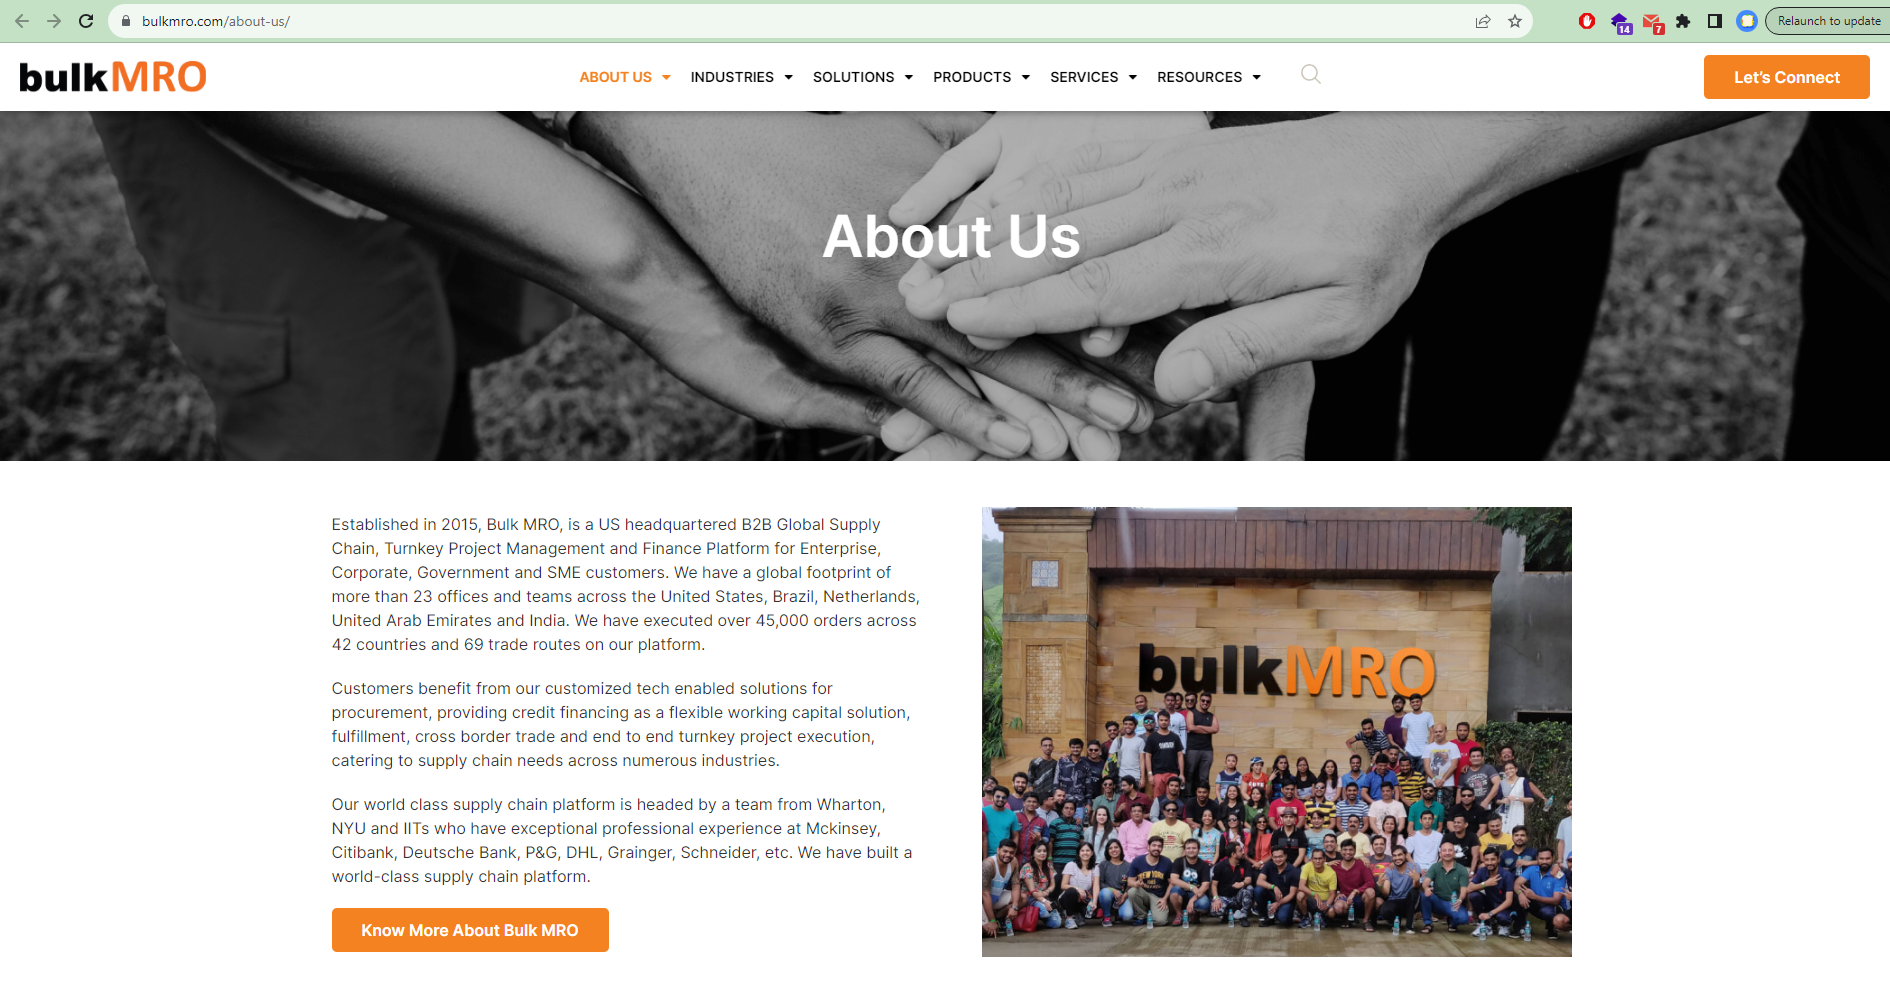 bulkmro.com/about-us/
14
7
Relaunch to update
bulkMRO
ABOUT US
INDUSTRIES
SOLUTIONS
PRODUCTS
SERVICES
RESOURCES
Let's Connect
About Us
Established in 2015, Bulk MRO, is a US headquartered B2B Global Supply
Chain, Turnkey Project Management and Finance Platform for Enterprise,
Corporate, Government and SME customers. We have a global footprint of
more than 23 offices and teams across the United States, Brazil, Netherlands,
United Arab Emirates and India. We have executed over 45,000 orders across
42 countries and 69 trade routes on our platform.
Customers benefit from our customized tech enabled solutions for
procurement, providing credit financing as a flexible working capital solution,
fulfillment, cross border trade and end to end turnkey project execution,
catering to supply chain needs across numerous industries.
Our world class supply chain platform is headed by a team from Wharton,
NYU and IITs who have exceptional professional experience at Mckinsey,
Citibank, Deutsche Bank, P&G, DHL, Grainger, Schneider, etc. We have built a
world-class supply chain platform.
Know More About Bulk MRO
bulkMRO
NEW YORK